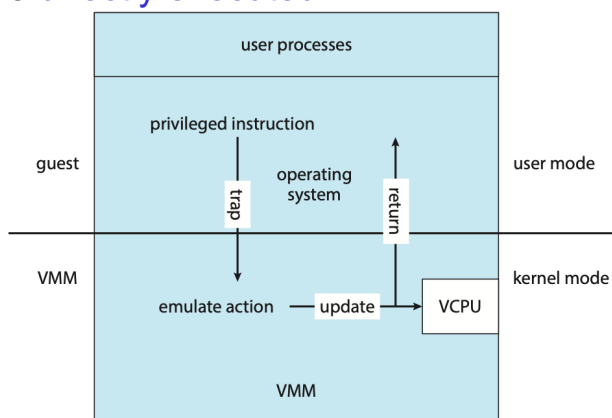 user processes
privileged instruction
guest
operating
system
user mode
trap
return
VMM
kernel mode
emulate action
update
VCPU
VMM